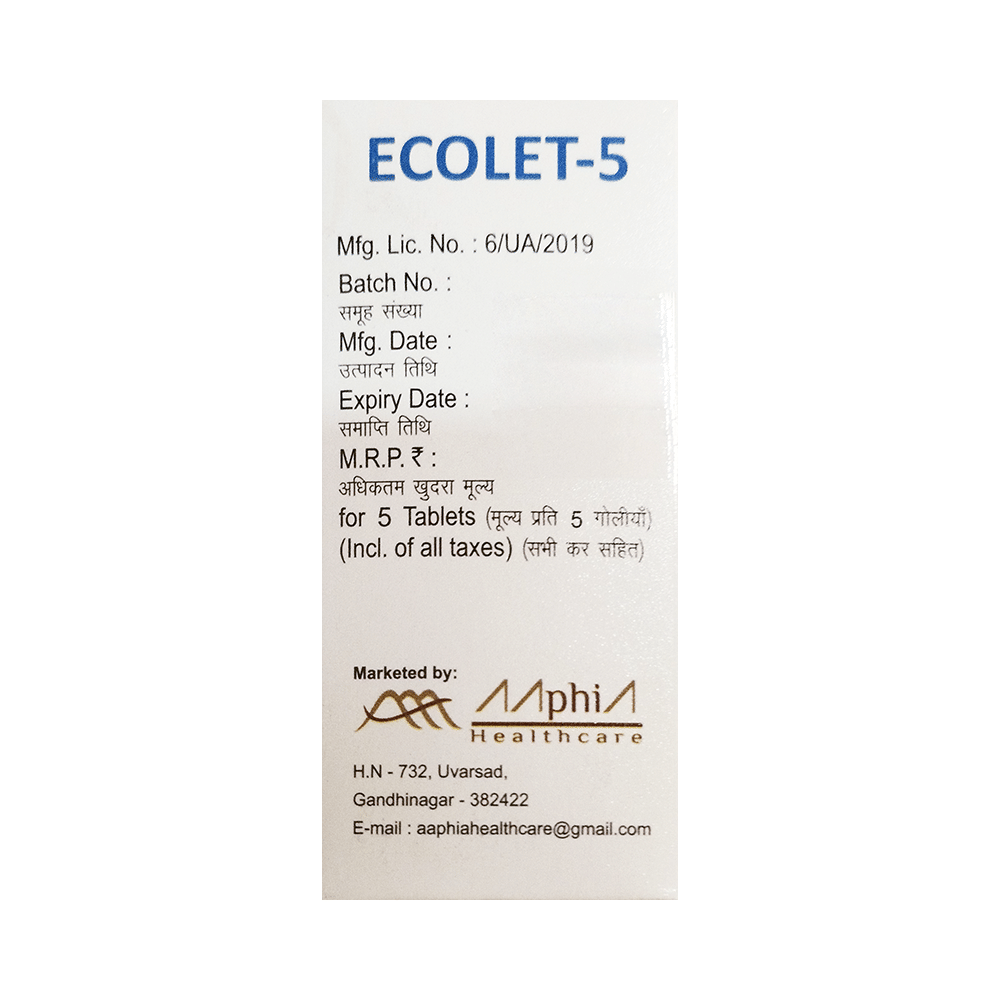 ECOLET-5
Mfg. Lic. No. : 6/UA/2019
Batch No. :
समूह संख्या
Mfg. Date :
उत्पादन तिथि
Expiry Date :
समाप्ति तिथि
M.R.P. ₹ :
अधिकतम खुदरा मूल्य
for 5 Tablets (मूल्य प्रति 5 गोलीयाँ)
(Incl. of all taxes) (सभी कर सहित)
Marketed by:
AAphiA
Healthcare
H.N - 732, Uvarsad,
Gandhinagar - 382422
E-mail : aaphiahealthcare@gmail.com